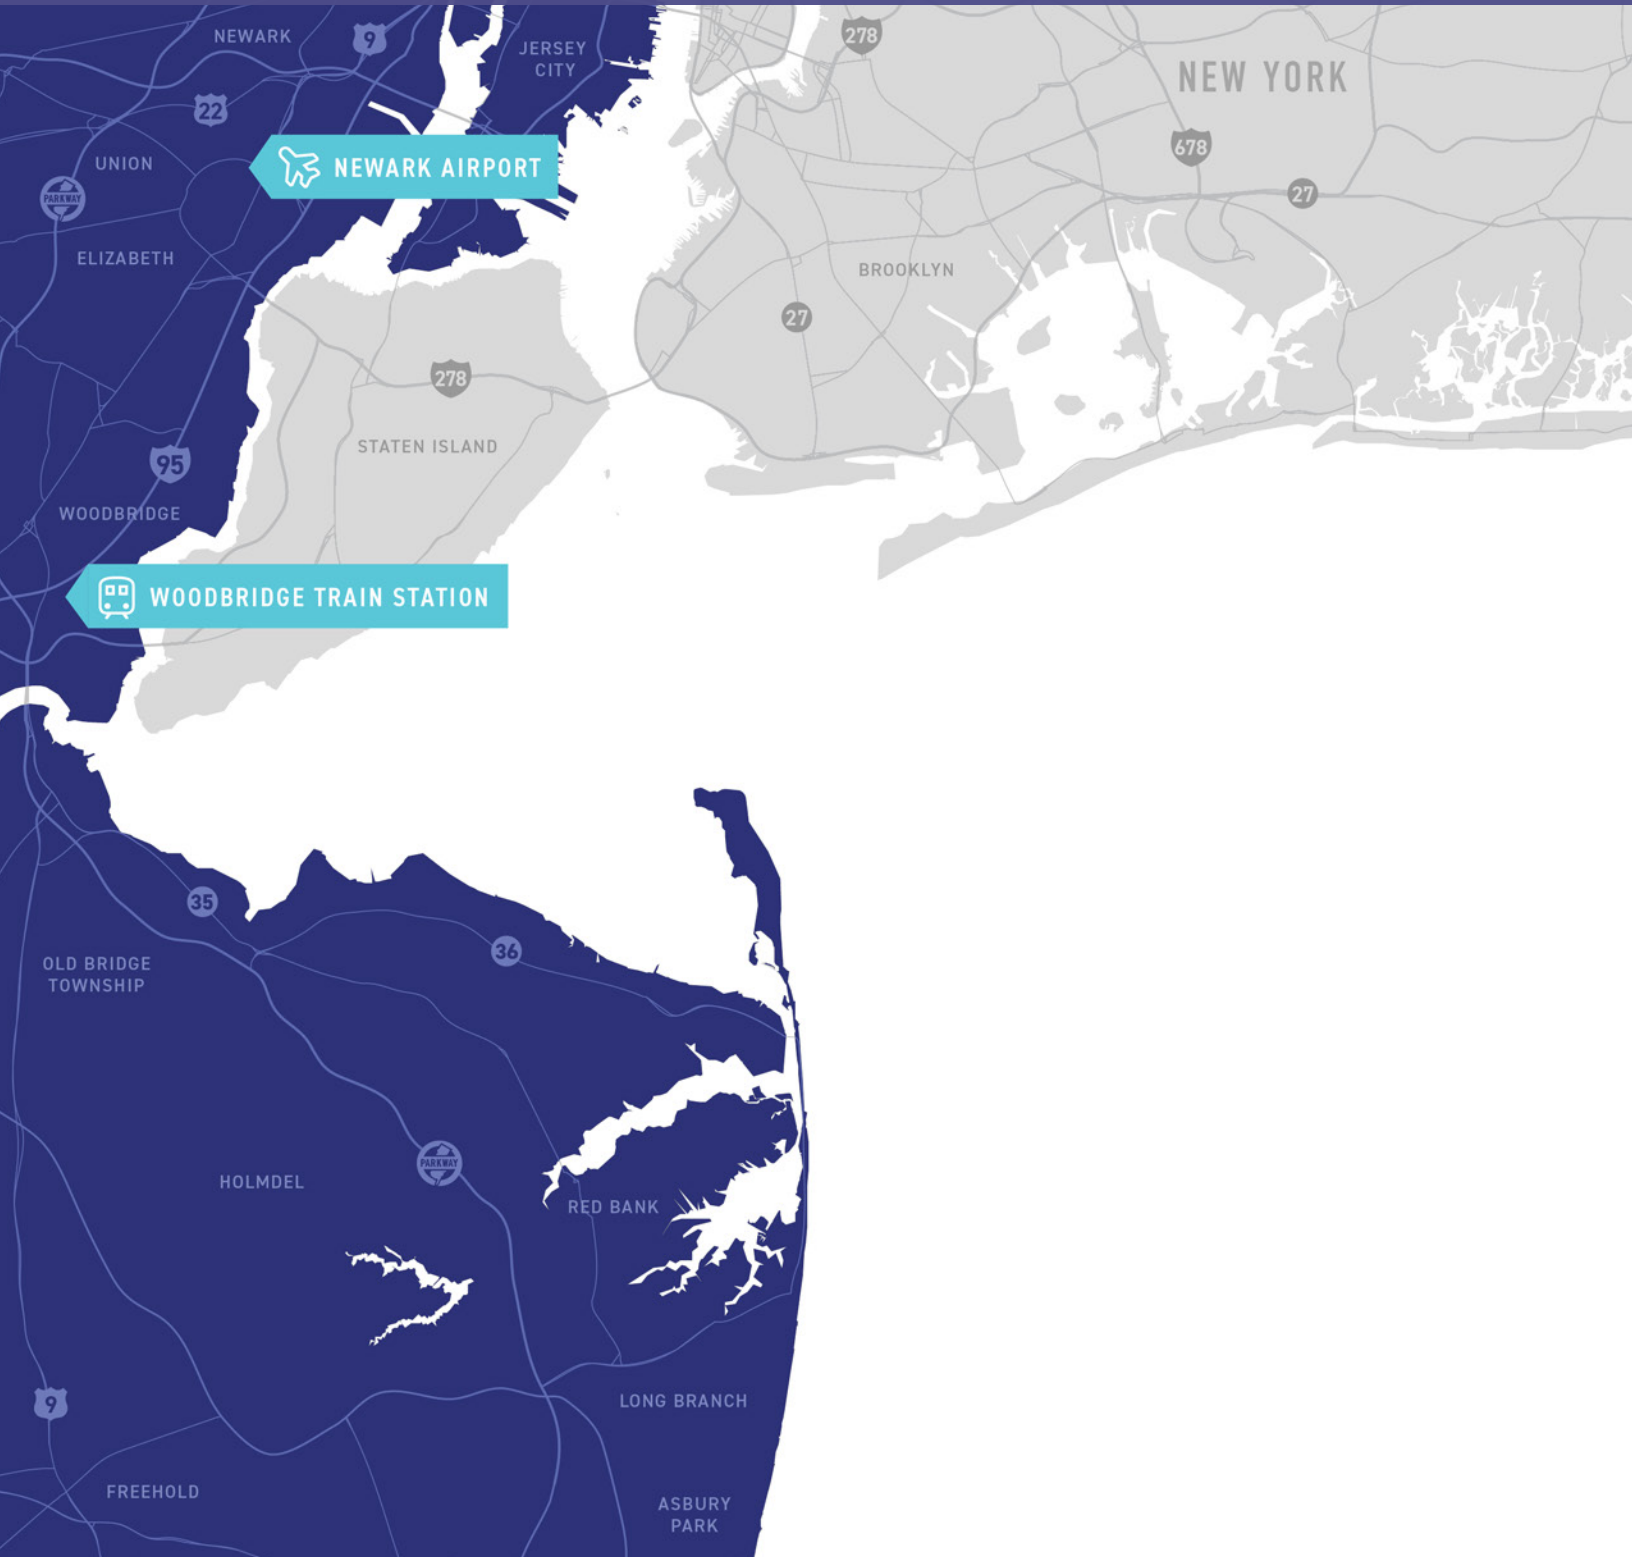 NEWARK
9
JERSEY
CITY
278
NEW YORK
22
678
UNION
NEWARK AIRPORT
PARKWAY
27
ELIZABETH
BROOKLYN
27
278
STATEN ISLAND
95
WOODBRIDGE
WOODBRIDGE TRAIN STATION
35
36
OLD BRIDGE
TOWNSHIP
PARKWAY
HOLMDEL
RED BANK
9
LONG BRANCH
FREEHOLD
ASBURY
PARK